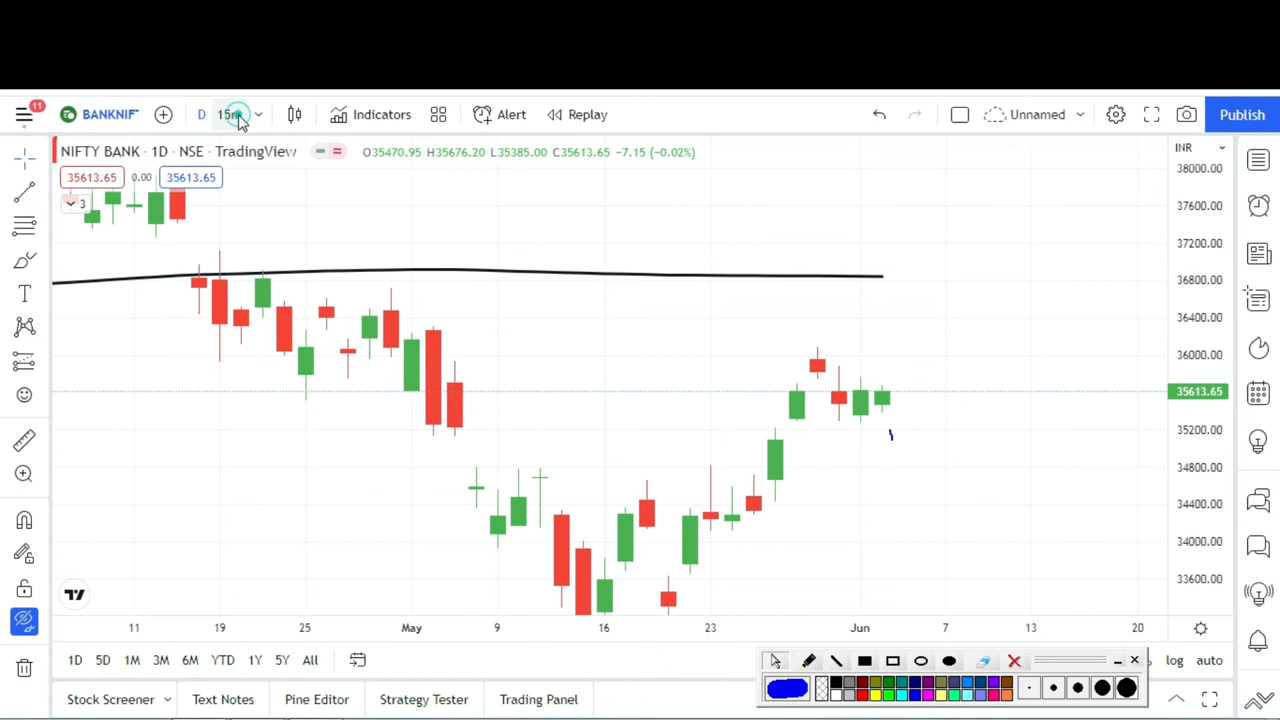 11
BANKNIF
D 15m
Indicators
Alert
Replay
Unnamed
Publish
NIFTY BANK · 1D · NSE · TradingView
O35470.95 H35676.20 L35385.00 C35613.65 -7.15 (-0.02%)
INR
35613.65 0.00 35613.65
3
38000.00
37600.00
37200.00
36800.00
36400.00
36000.00
35613.65
35200.00
34800.00
34400.00
34000.00
33600.00
11 19 25 May 9 16 23 Jun 7 13 20
1D 5D 1M 3M 6M YTD 1Y 5Y All
log auto
Stock Screener Text Notes Pine Editor Strategy Tester Trading Panel